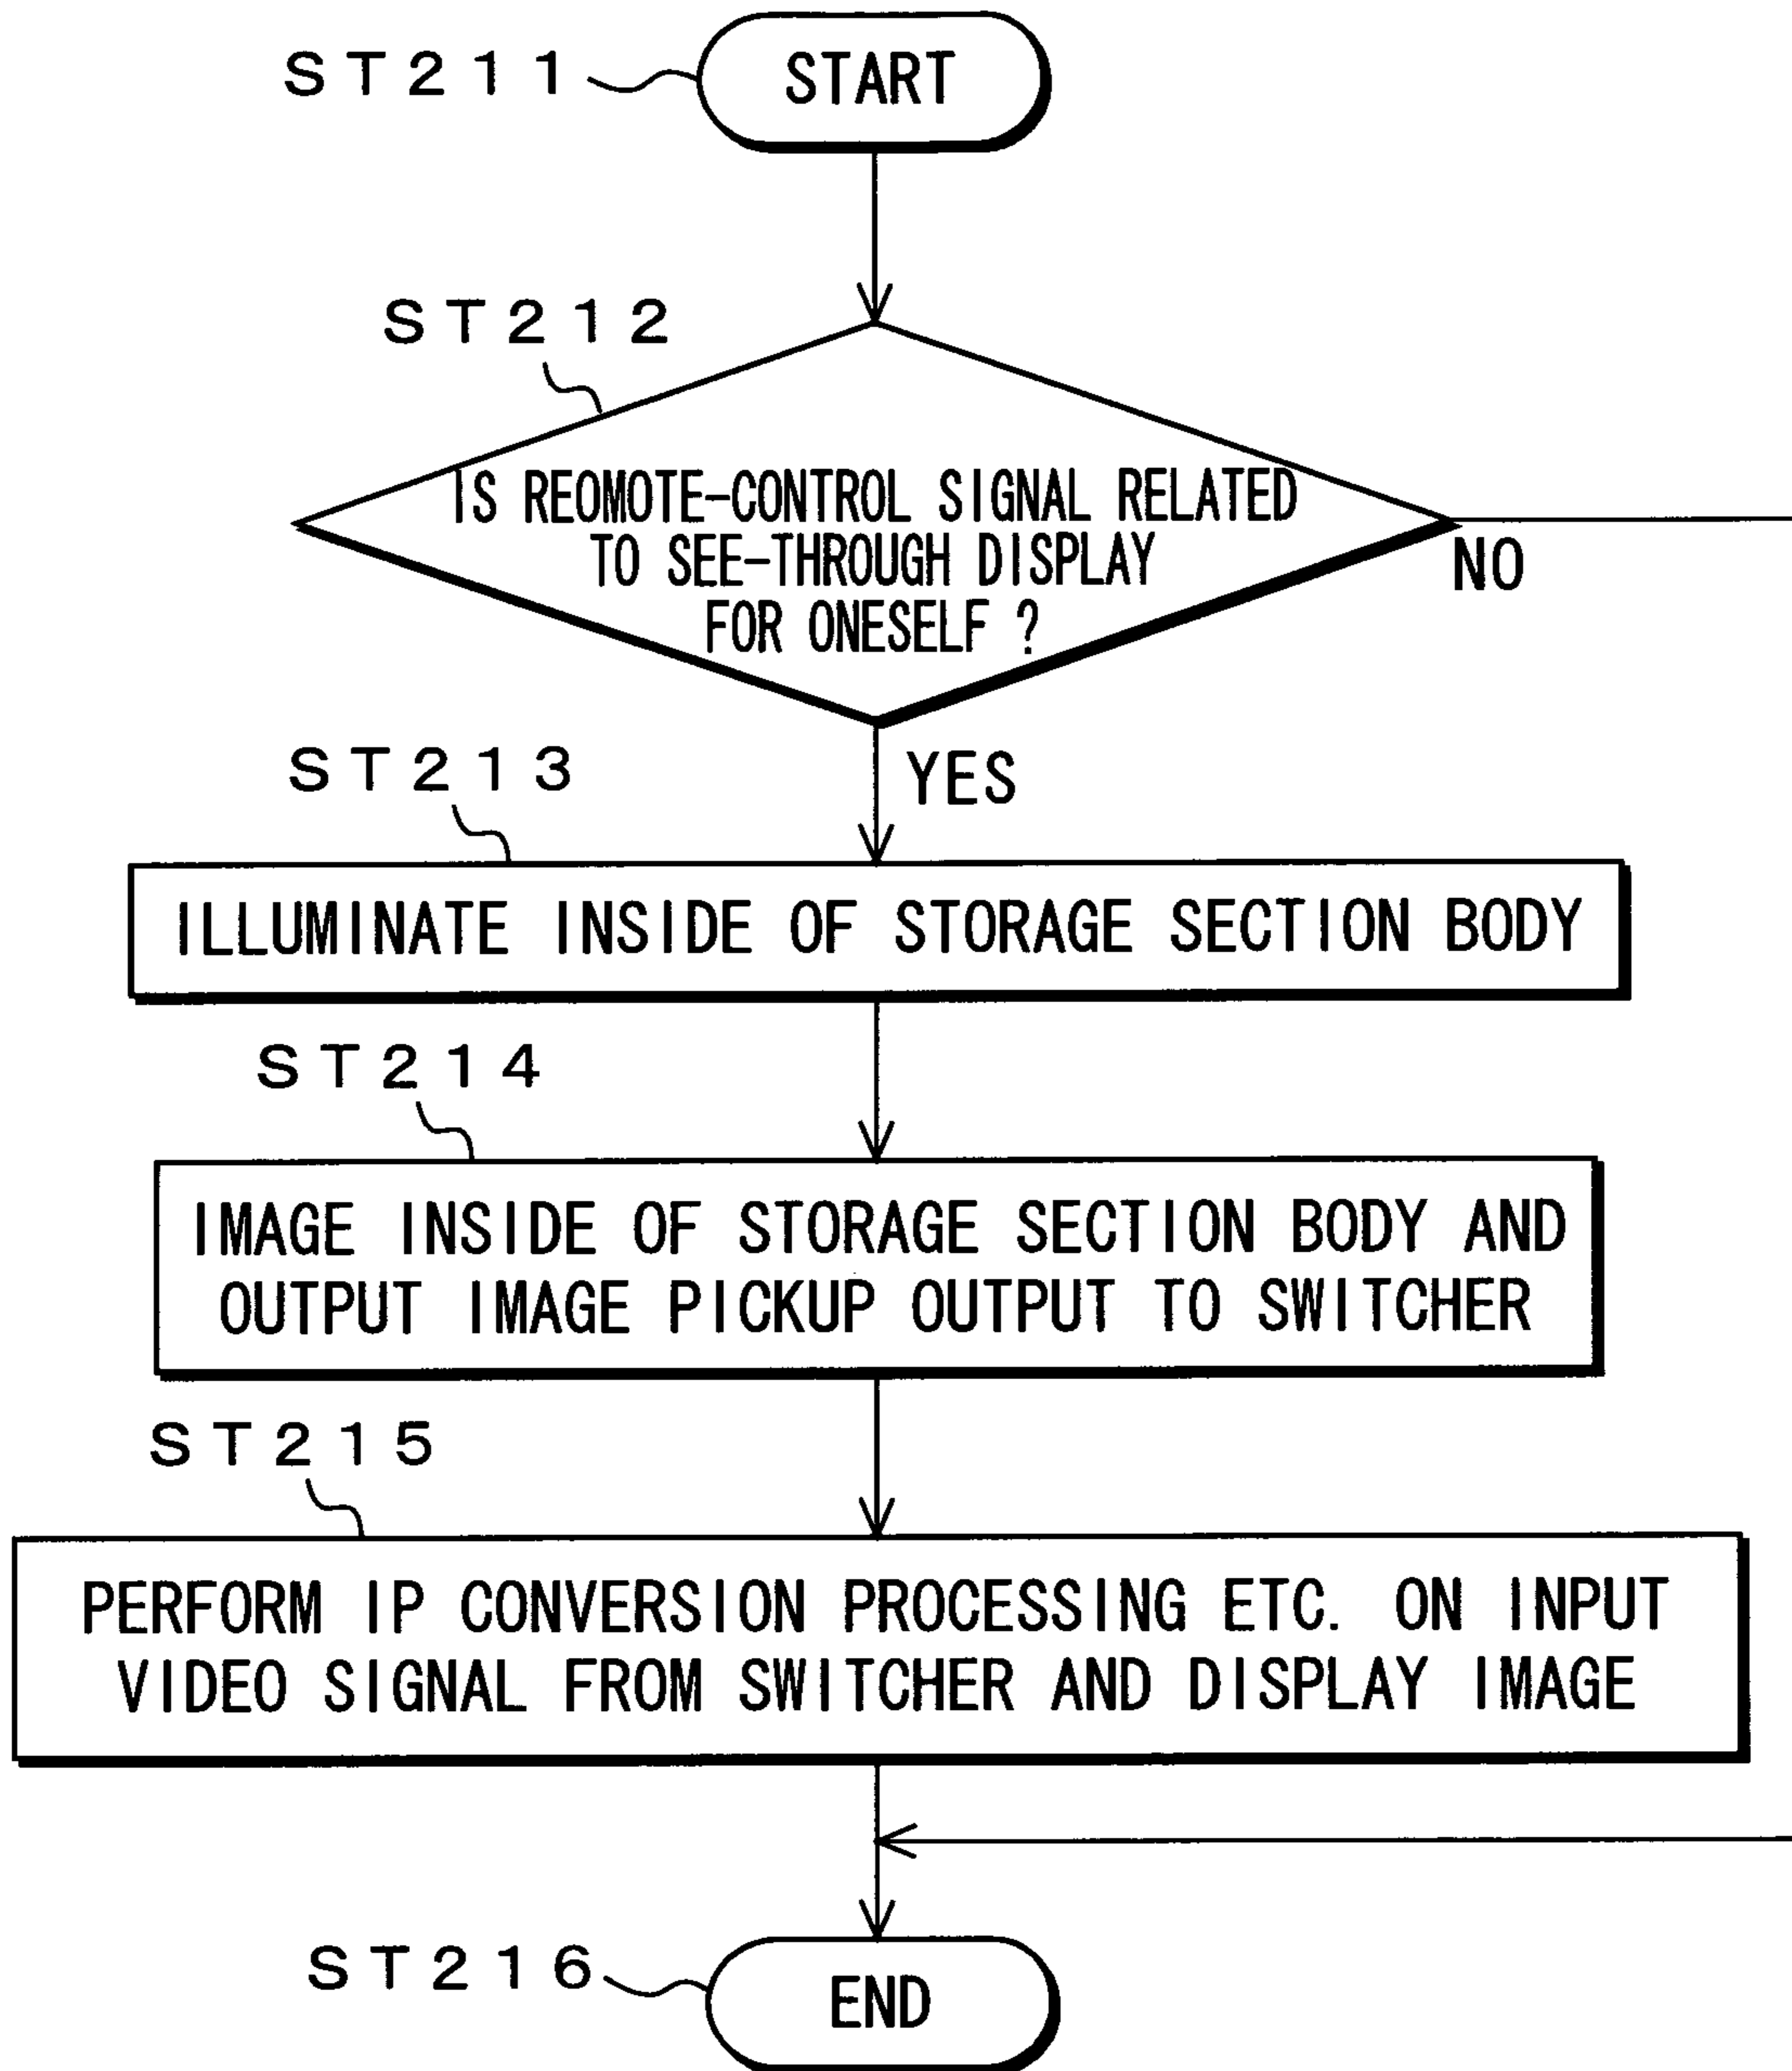 ST211
START
ST212
IS REOMOTE-CONTROL SIGNAL RELATED
TO SEE-THROUGH DISPLAY
FOR ONESELF ?
NO
YES
ST213
ILLUMINATE INSIDE OF STORAGE SECTION BODY
ST214
IMAGE INSIDE OF STORAGE SECTION BODY AND
OUTPUT IMAGE PICKUP OUTPUT TO SWITCHER
ST215
PERFORM IP CONVERSION PROCESSING ETC. ON INPUT
VIDEO SIGNAL FROM SWITCHER AND DISPLAY IMAGE
ST216
END